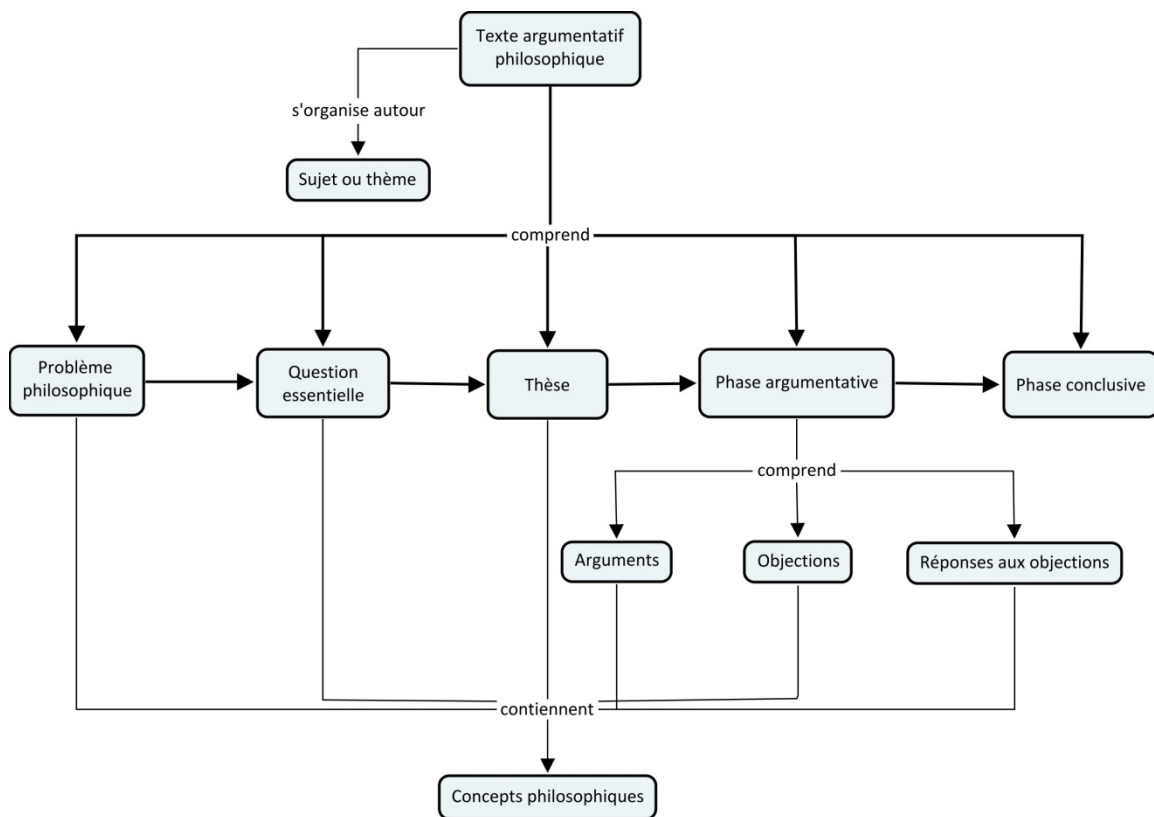 Texte argumentatif
philosophique
s'organise autour
Sujet ou thème
comprend
Problème
philosophique
Question
essentielle
Thèse
Phase argumentative
Phase conclusive
comprend
Arguments
Objections
Réponses aux objections
contiennent
Concepts philosophiques